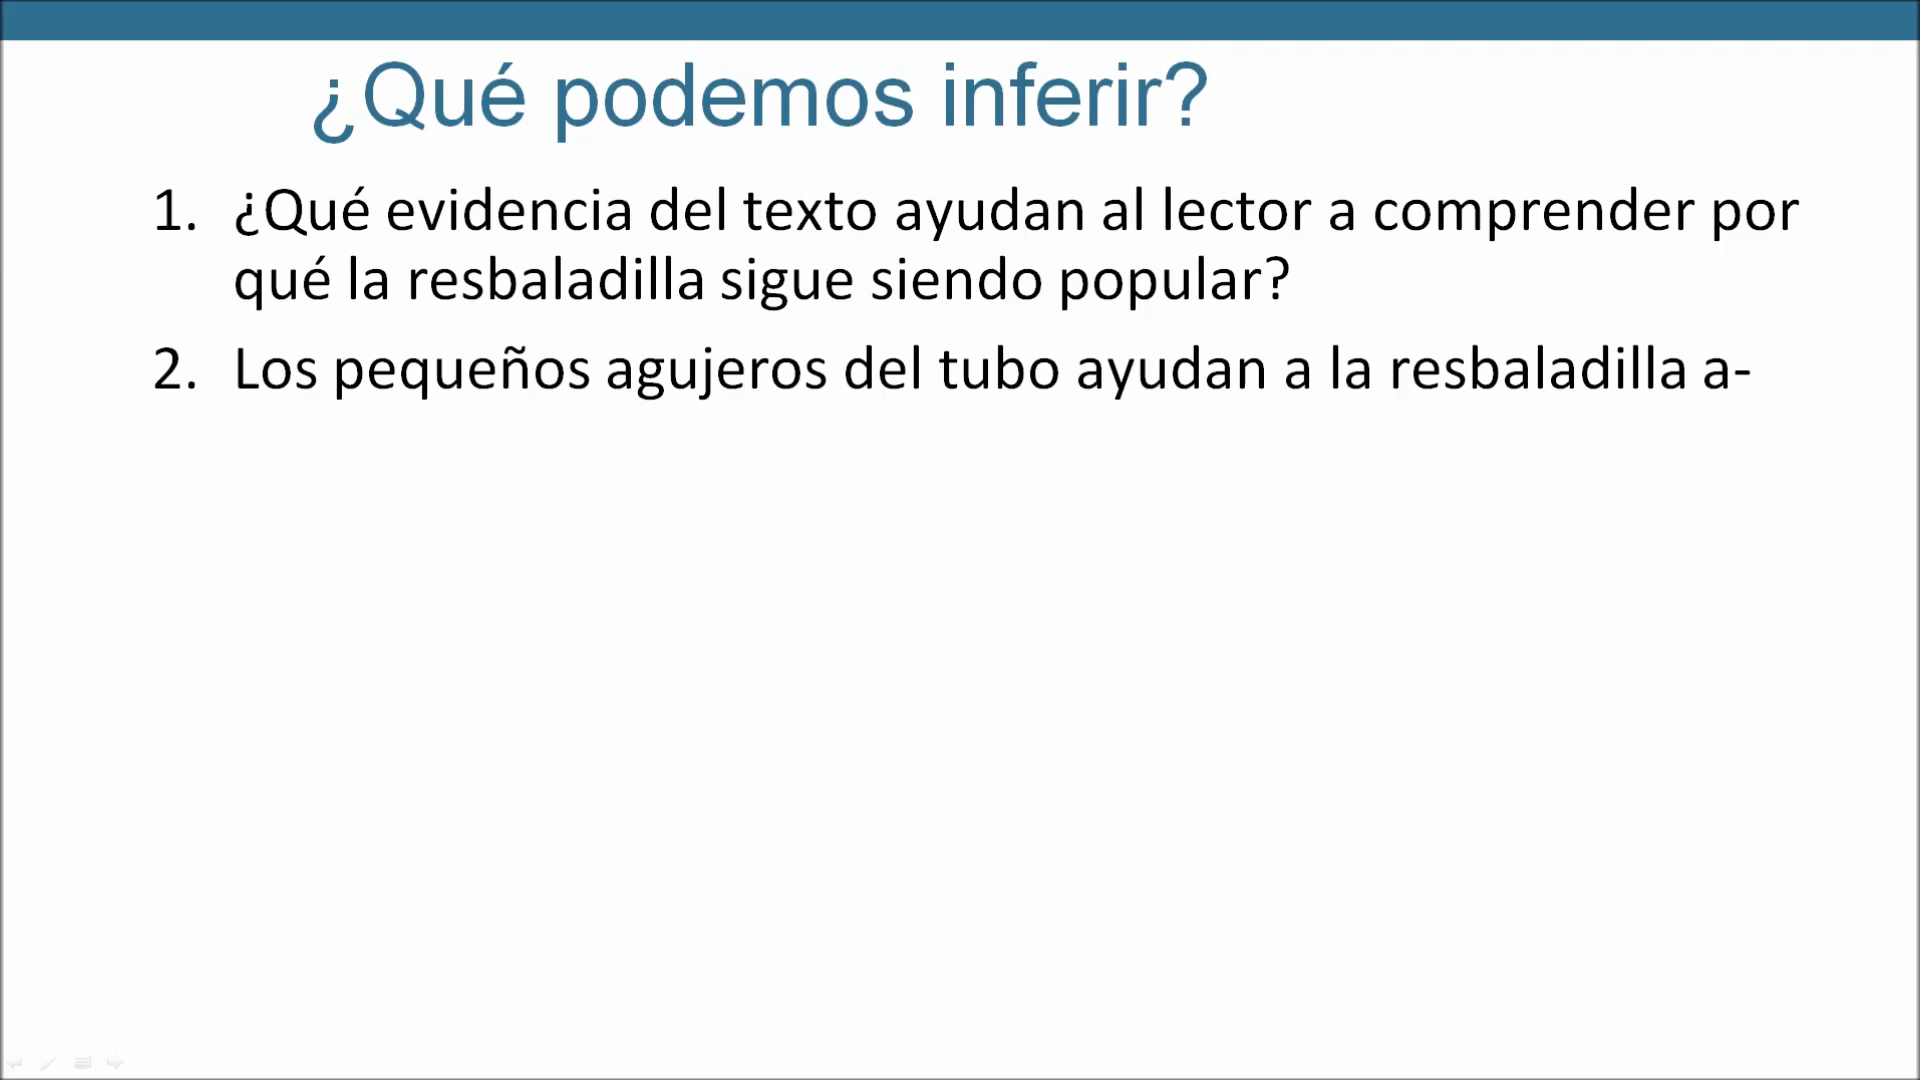 ¿Qué podemos inferir?
1. ¿Qué evidencia del texto ayudan al lector a comprender por
qué la resbaladilla sigue siendo popular?
2. Los pequeños agujeros del tubo ayudan a la resbaladilla a-